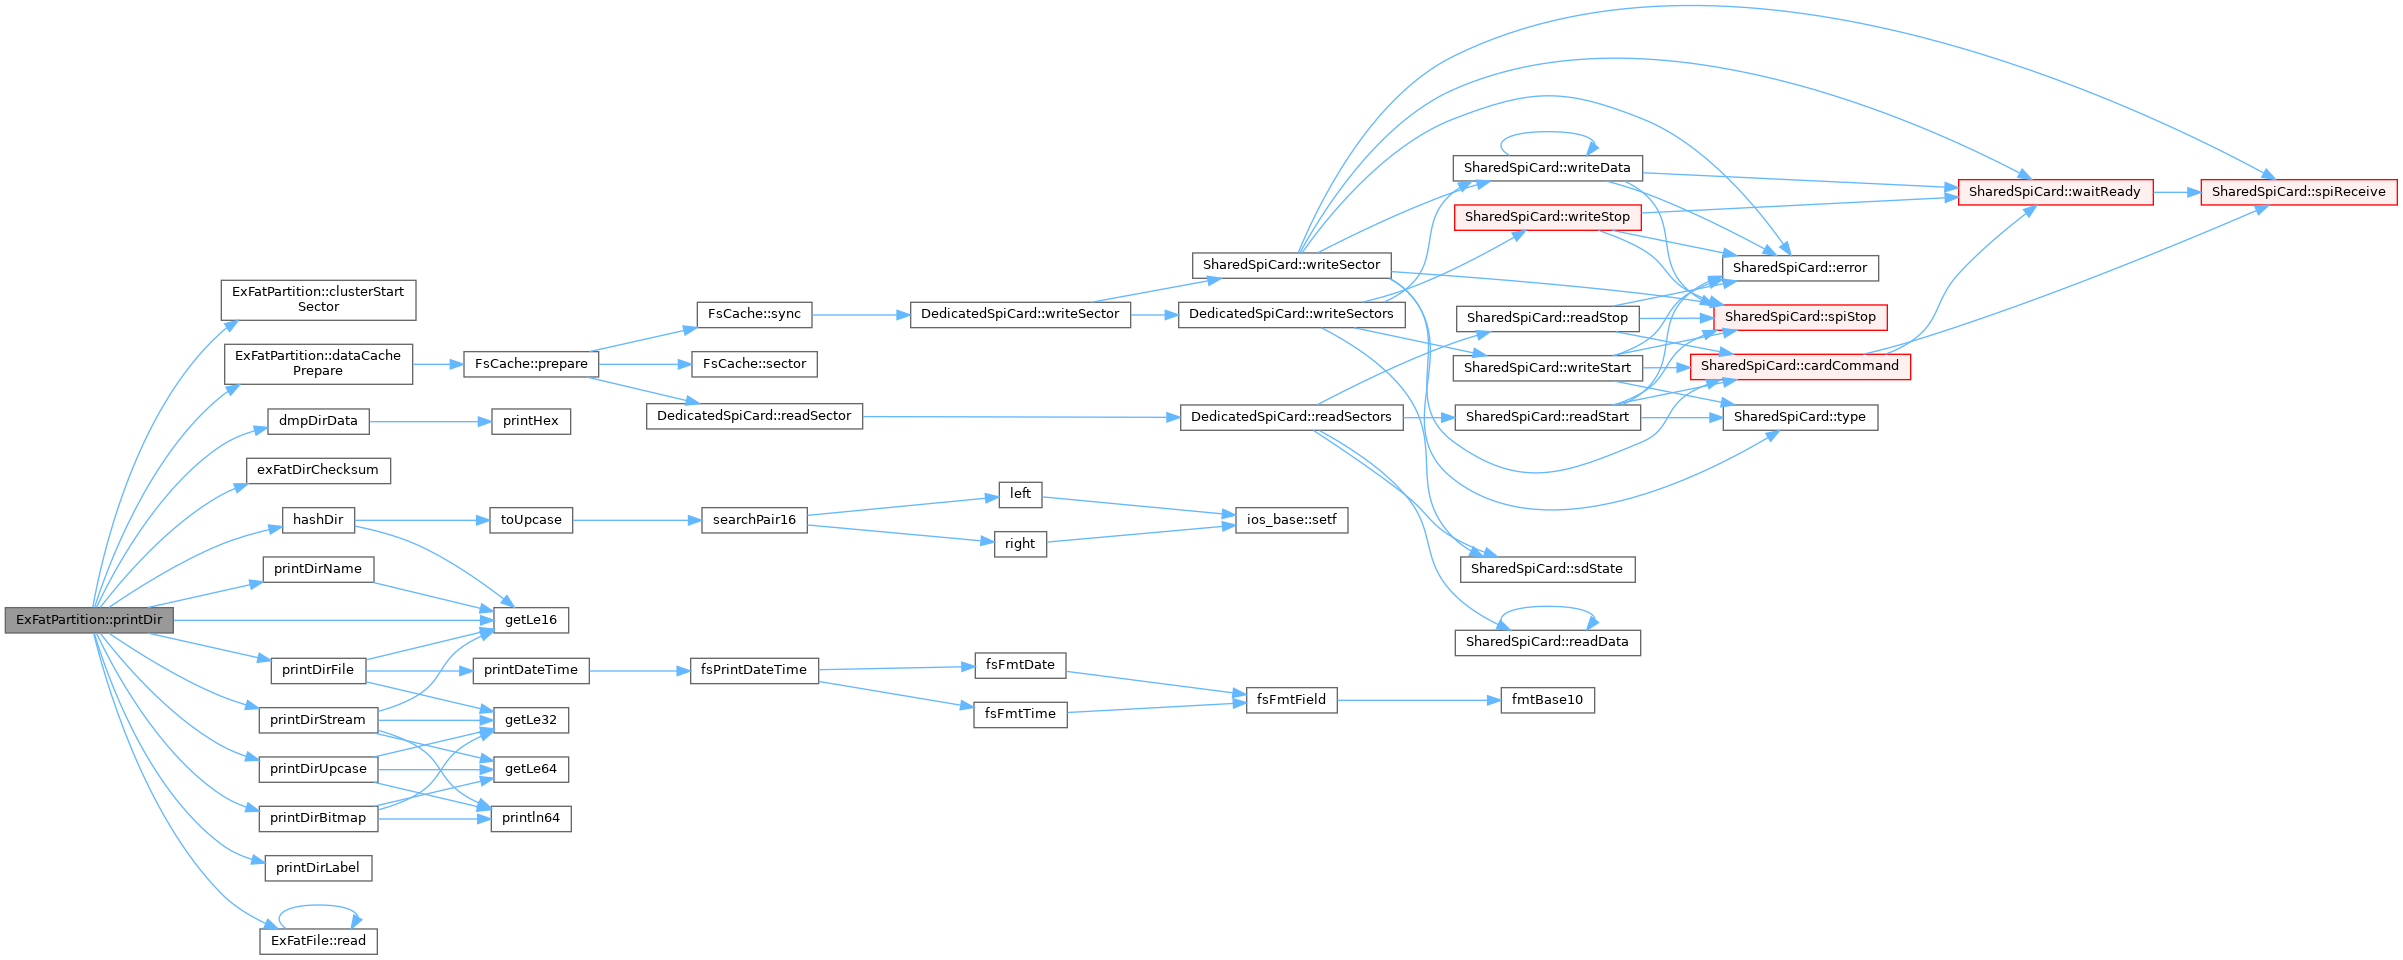 ExFatPartition::printDir
ExFatPartition::clusterStart
Sector
ExFatPartition::dataCache
Prepare
dmpDirData
exFatDirChecksum
hashDir
printDirName
printDirFile
printDirStream
printDirUpcase
printDirBitmap
printDirLabel
ExFatFile::read
FsCache::prepare
printHex
toUpcase
getLe16
printDateTime
getLe32
getLe64
println64
FsCache::sync
FsCache::sector
DedicatedSpiCard::readSector
searchPair16
fsPrintDateTime
DedicatedSpiCard::writeSector
left
right
fsFmtDate
fsFmtTime
SharedSpiCard::writeSector
DedicatedSpiCard::writeSectors
DedicatedSpiCard::readSectors
ios_base::setf
fsFmtField
SharedSpiCard::writeData
SharedSpiCard::writeStop
SharedSpiCard::readStop
SharedSpiCard::writeStart
SharedSpiCard::readStart
SharedSpiCard::sdState
SharedSpiCard::readData
fmtBase10
SharedSpiCard::error
SharedSpiCard::spiStop
SharedSpiCard::cardCommand
SharedSpiCard::type
SharedSpiCard::waitReady
SharedSpiCard::spiReceive